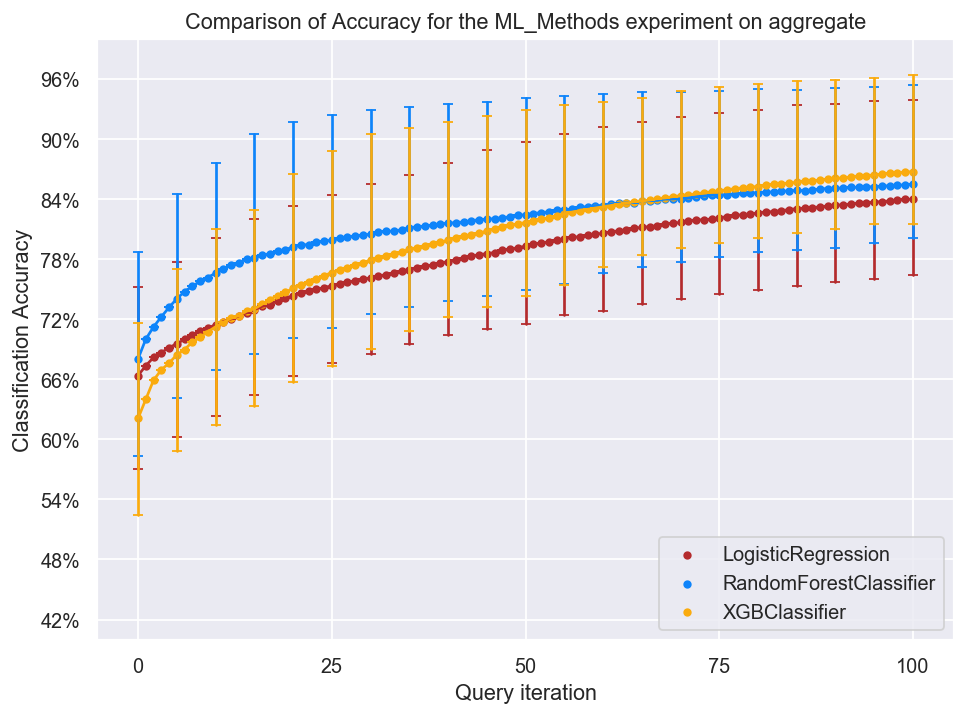 Comparison of Accuracy for the ML_Methods experiment on aggregate
Classification Accuracy
96%
90%
84%
78%
72%
66%
60%
54%
48%
42%
LogisticRegression
RandomForestClassifier
XGBClassifier
0 25 50 75 100
Query iteration